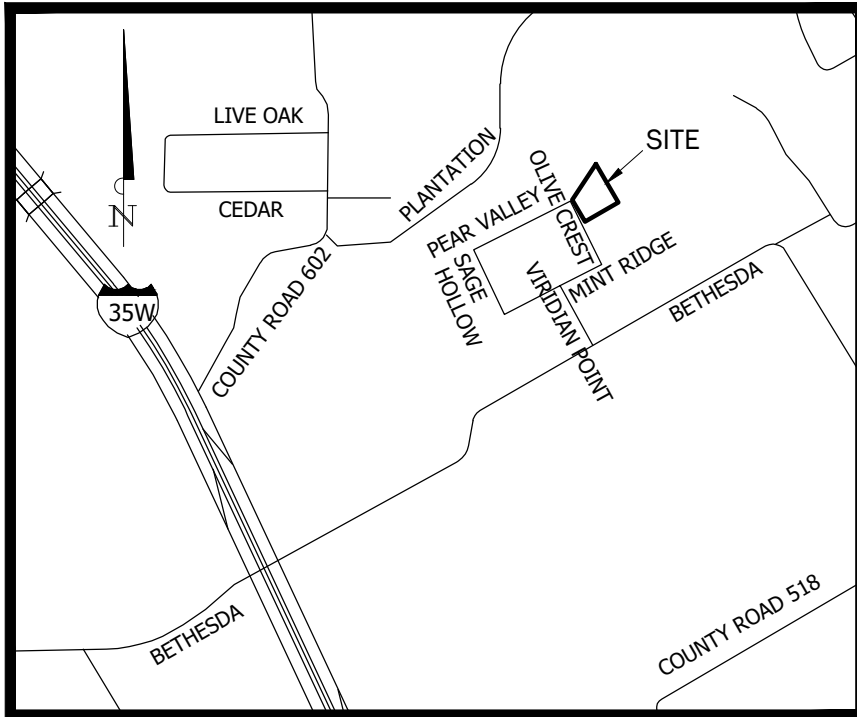 LIVE OAK
CEDAR
N
35W
COUNTY ROAD 602
PLANTATION
SITE
OLIVE CREST
PEAR VALLEY
SAGE
HOLLOW
VIRIDIAN POINT
MINT RIDGE
BETHESDA
BETHESDA
COUNTY ROAD 518